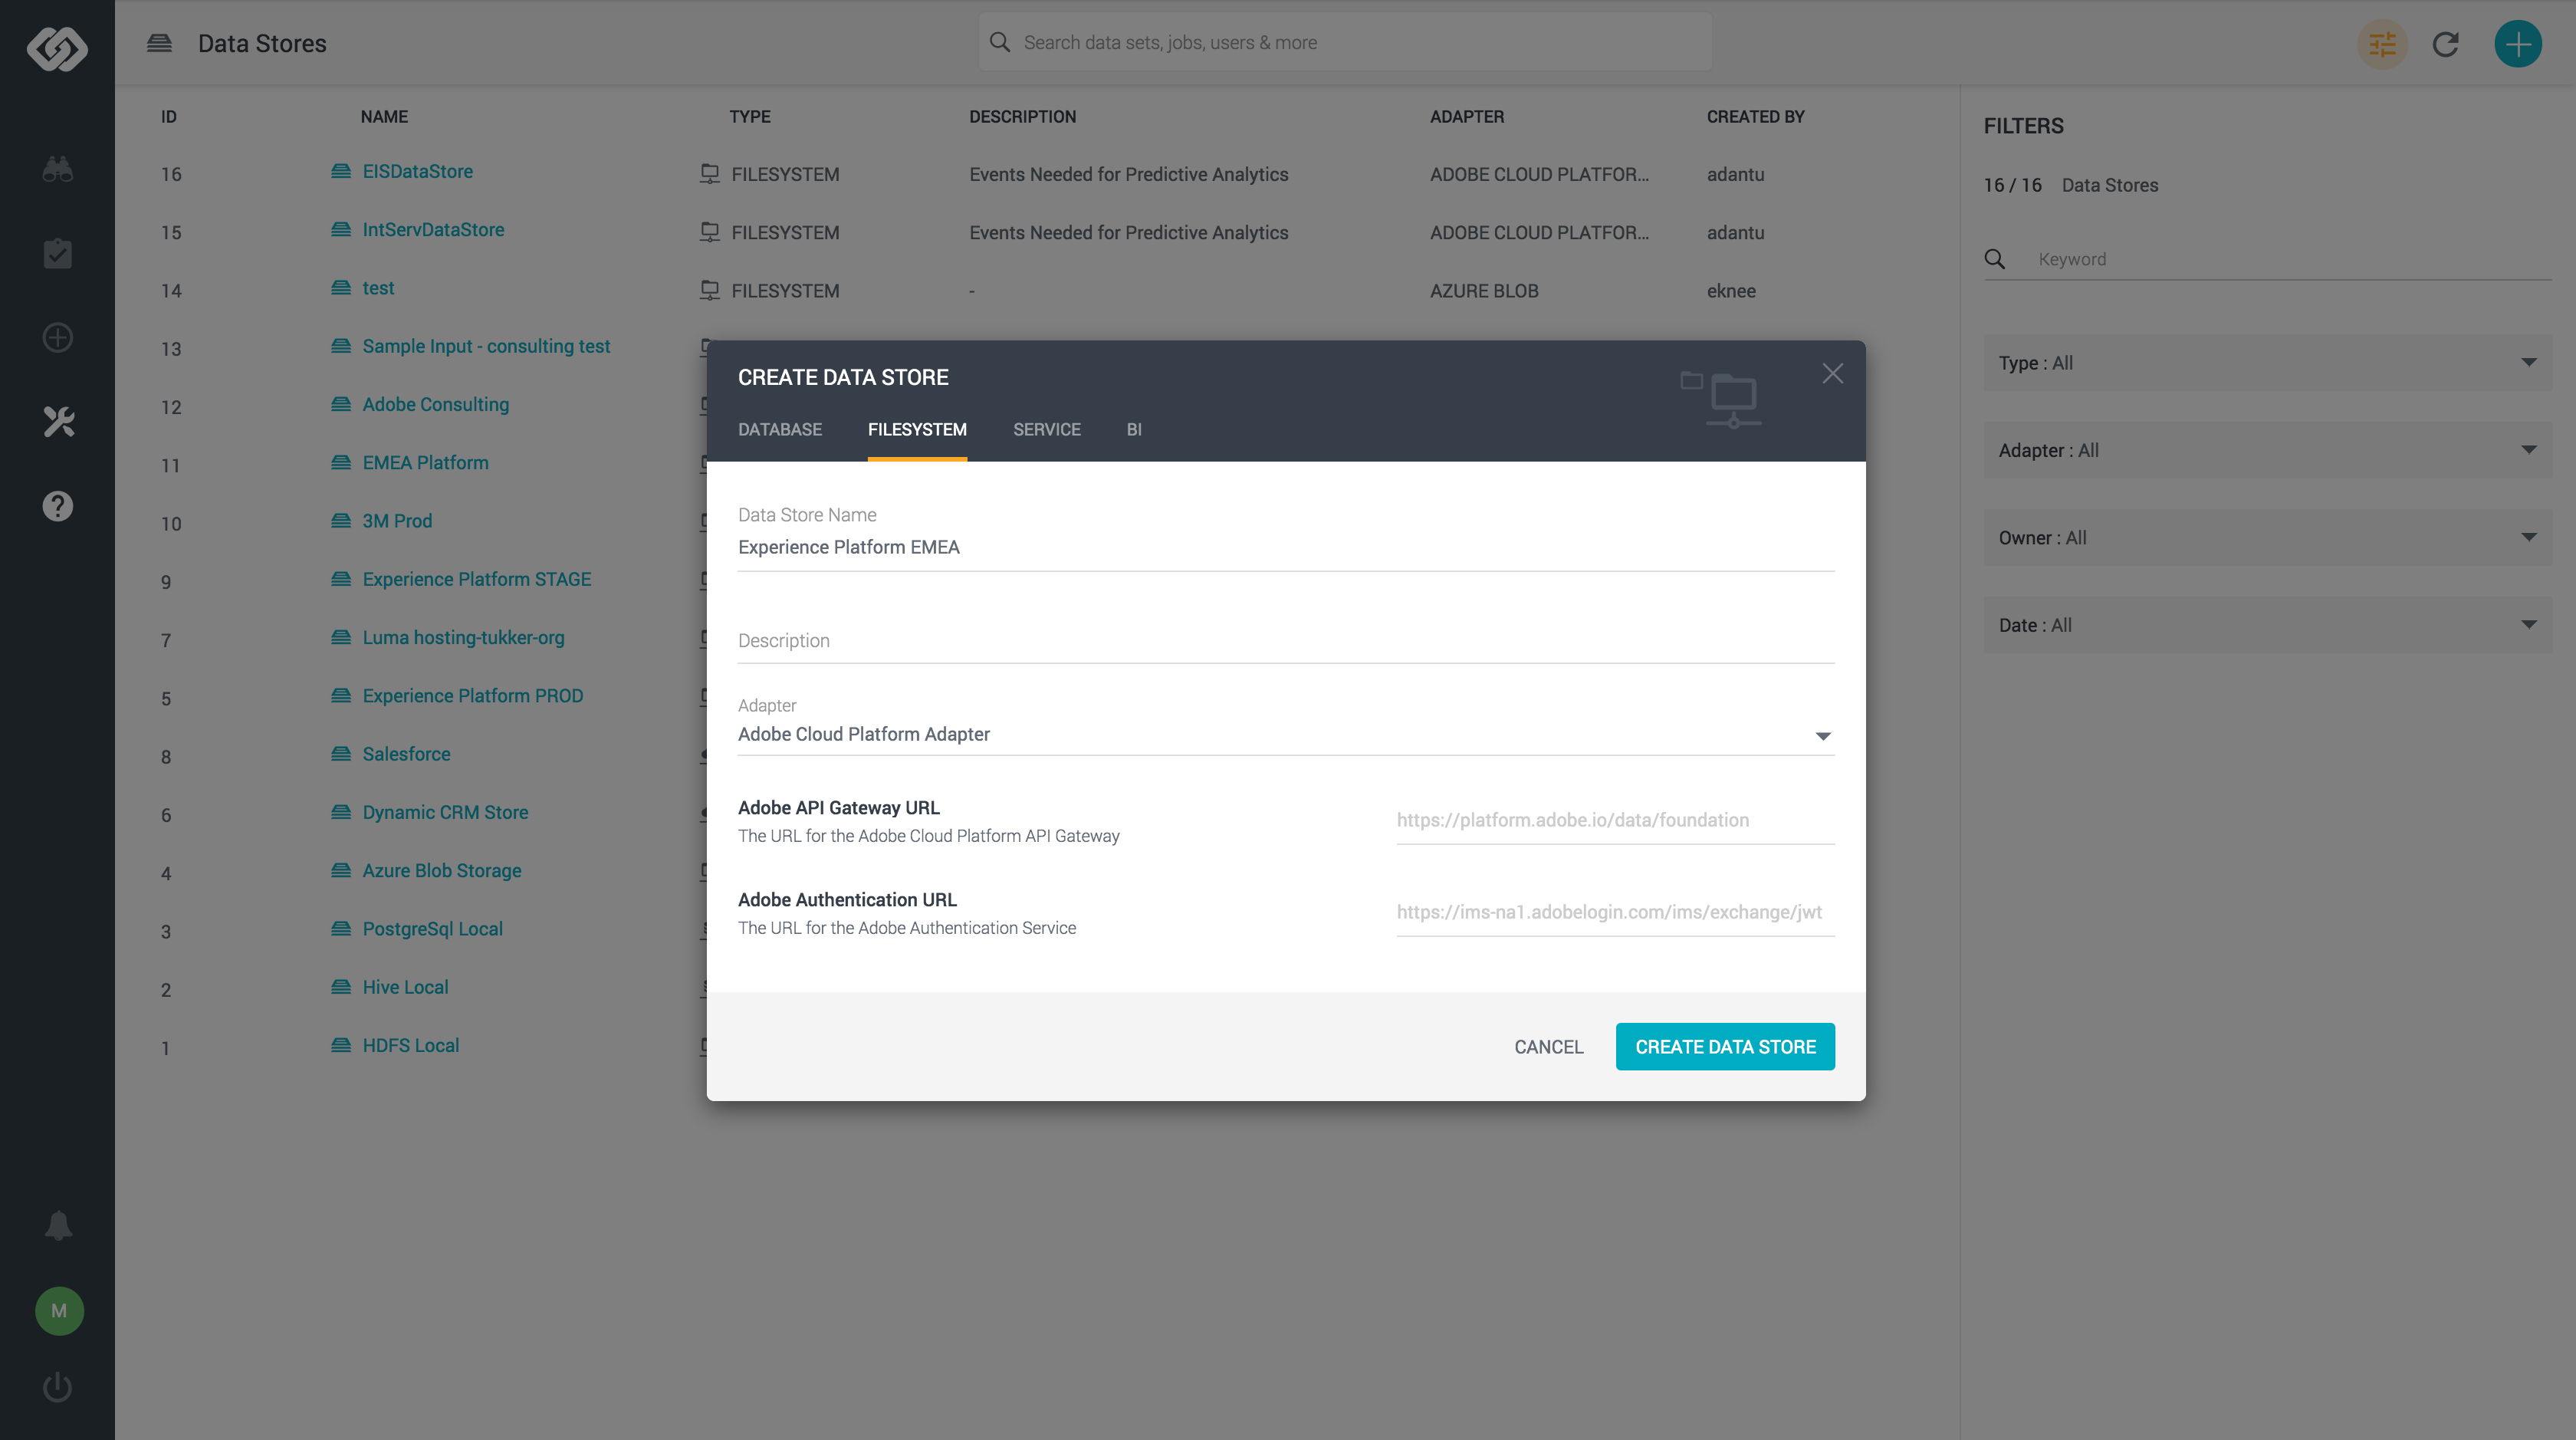 Data Stores
Search data sets, jobs, users & more
ID NAME TYPE DESCRIPTION ADAPTER CREATED BY
16 EISDataStore FILESYSTEM Events Needed for Predictive Analytics ADOBE CLOUD PLATFOR... adantu
15 IntServDataStore FILESYSTEM Events Needed for Predictive Analytics ADOBE CLOUD PLATFOR... adantu
14 test FILESYSTEM - AZURE BLOB eknee
13 Sample Input - consulting test
12 Adobe Consulting
11 EMEA Platform
10 3M Prod
9 Experience Platform STAGE
7 Luma hosting-tukker-org
5 Experience Platform PROD
8 Salesforce
6 Dynamic CRM Store
4 Azure Blob Storage
3 PostgreSql Local
2 Hive Local
1 HDFS Local
CREATE DATA STORE
DATABASE FILESYSTEM SERVICE BI
Data Store Name
Experience Platform EMEA
Description
Adapter
Adobe Cloud Platform Adapter
Adobe API Gateway URL
The URL for the Adobe Cloud Platform API Gateway
https://platform.adobe.io/data/foundation
Adobe Authentication URL
The URL for the Adobe Authentication Service
https://ims-na1.adobelogin.com/ims/exchange/jwt
CANCEL CREATE DATA STORE
FILTERS
16 / 16 Data Stores
Keyword
Type : All
Adapter : All
Owner : All
Date : All
M